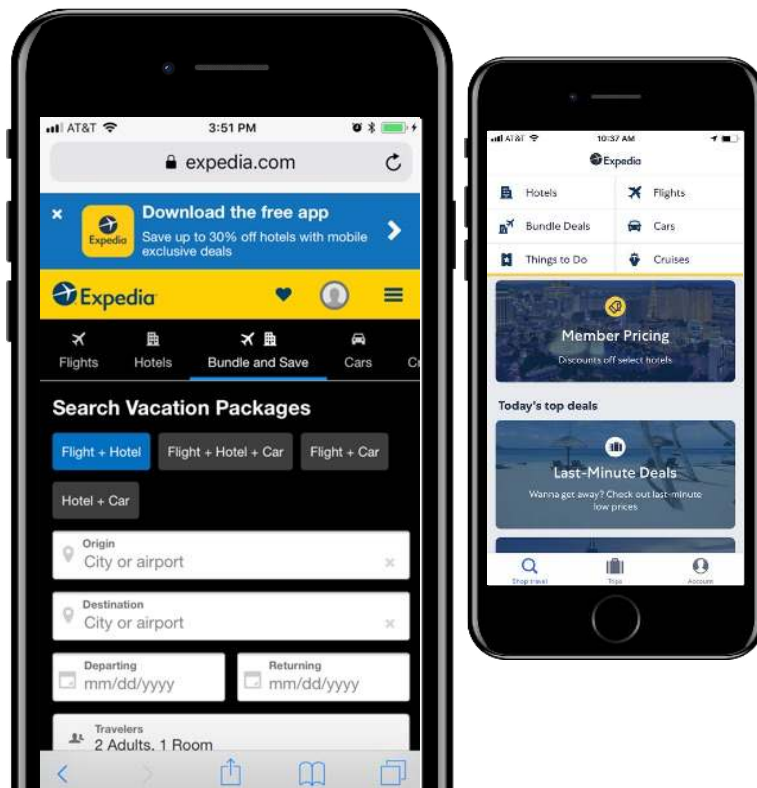 AT&T 3:51 PM
expedia.com
Download the free app
Expedia
Save up to 30% off hotels with mobile
exclusive deals
Expedia
Flights Hotels Bundle and Save Cars Cr
Search Vacation Packages
Flight + Hotel Flight + Hotel + Car Flight + Car
Hotel + Car
Origin
City or airport
Destination
City or airport
Departing Returning
mm/dd/yyyy mm/dd/yyyy
Travelers
2 Adults, 1 Room
AT&T 10:37 AM
Expedia
Hotels Flights
Bundle Deals Cars
Things to Do Cruises
Member Pricing
Discounts off select hotels
Today's top deals
Last-Minute Deals
Wanna get away? Check out last-minute
low prices
Shop travel Trips Account